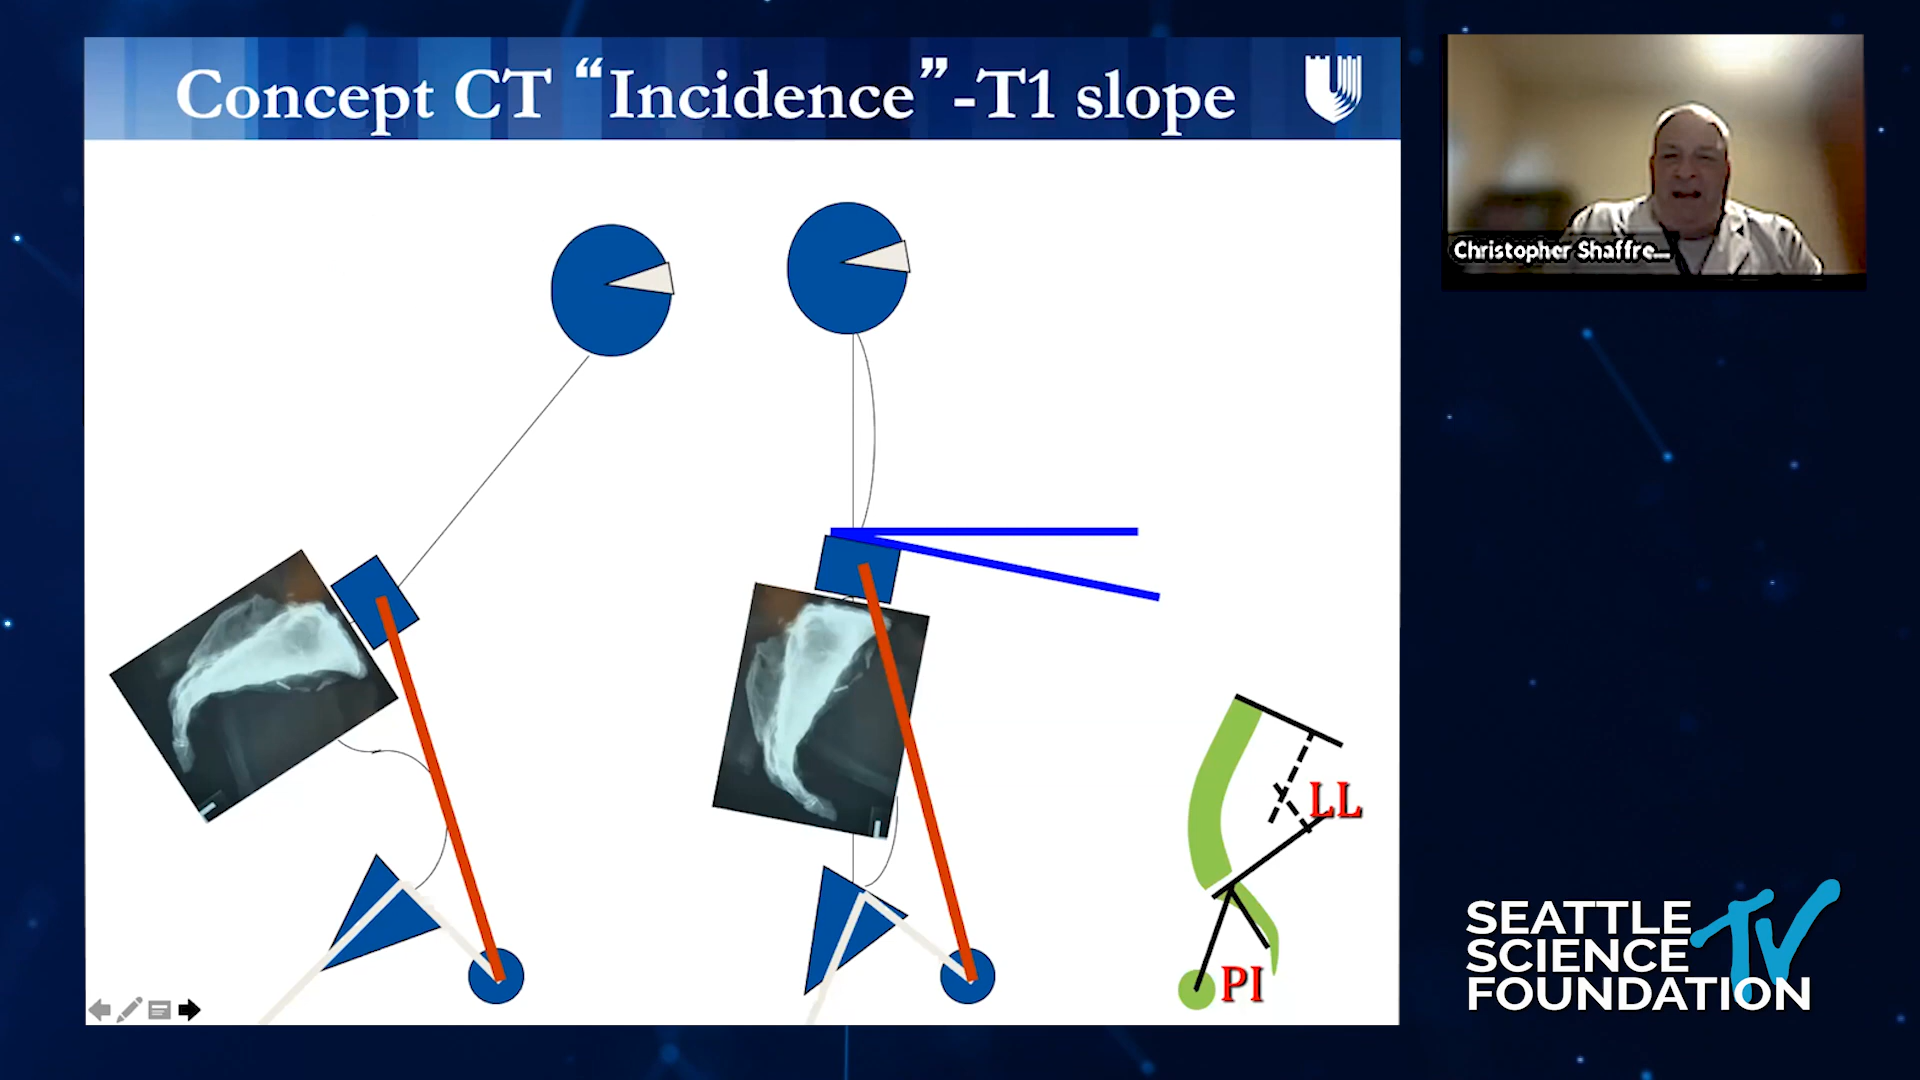 Concept CT “Incidence”-T1 slope
Christopher Shaffre...
LL
PI
SEATTLE
SCIENCE TV
FOUNDATION